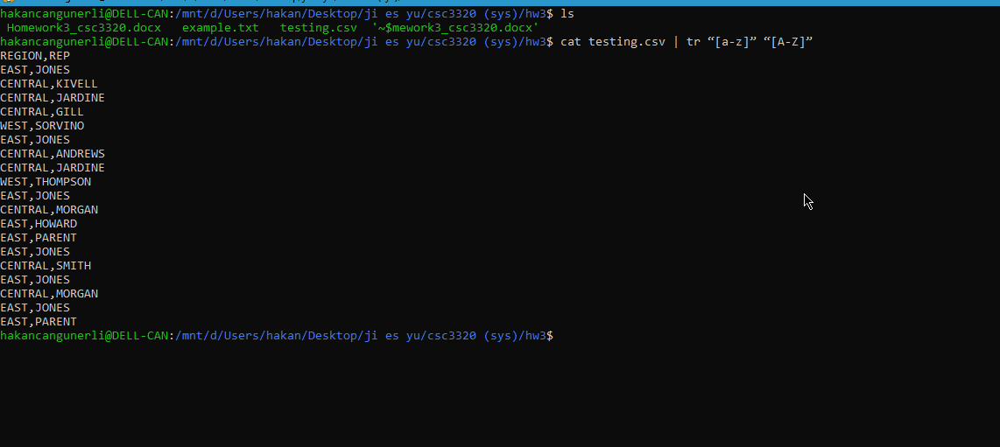 hakancangunerli@DELL-CAN:/mnt/d/Users/hakan/Desktop/ji es yu/csc3320 (sys)/hw3$ ls
Homework3_csc3320.docx   example.txt   testing.csv  '~$mework3_csc3320.docx'
hakancangunerli@DELL-CAN:/mnt/d/Users/hakan/Desktop/ji es yu/csc3320 (sys)/hw3$ cat testing.csv | tr “[a-z]” “[A-Z]”
REGION,REP
EAST,JONES
CENTRAL,KIVELL
CENTRAL,JARDINE
CENTRAL,GILL
WEST,SORVINO
EAST,JONES
CENTRAL,ANDREWS
CENTRAL,JARDINE
WEST,THOMPSON
EAST,JONES
CENTRAL,MORGAN
EAST,HOWARD
EAST,PARENT
EAST,JONES
CENTRAL,SMITH
EAST,JONES
CENTRAL,MORGAN
EAST,JONES
EAST,PARENT
hakancangunerli@DELL-CAN:/mnt/d/Users/hakan/Desktop/ji es yu/csc3320 (sys)/hw3$